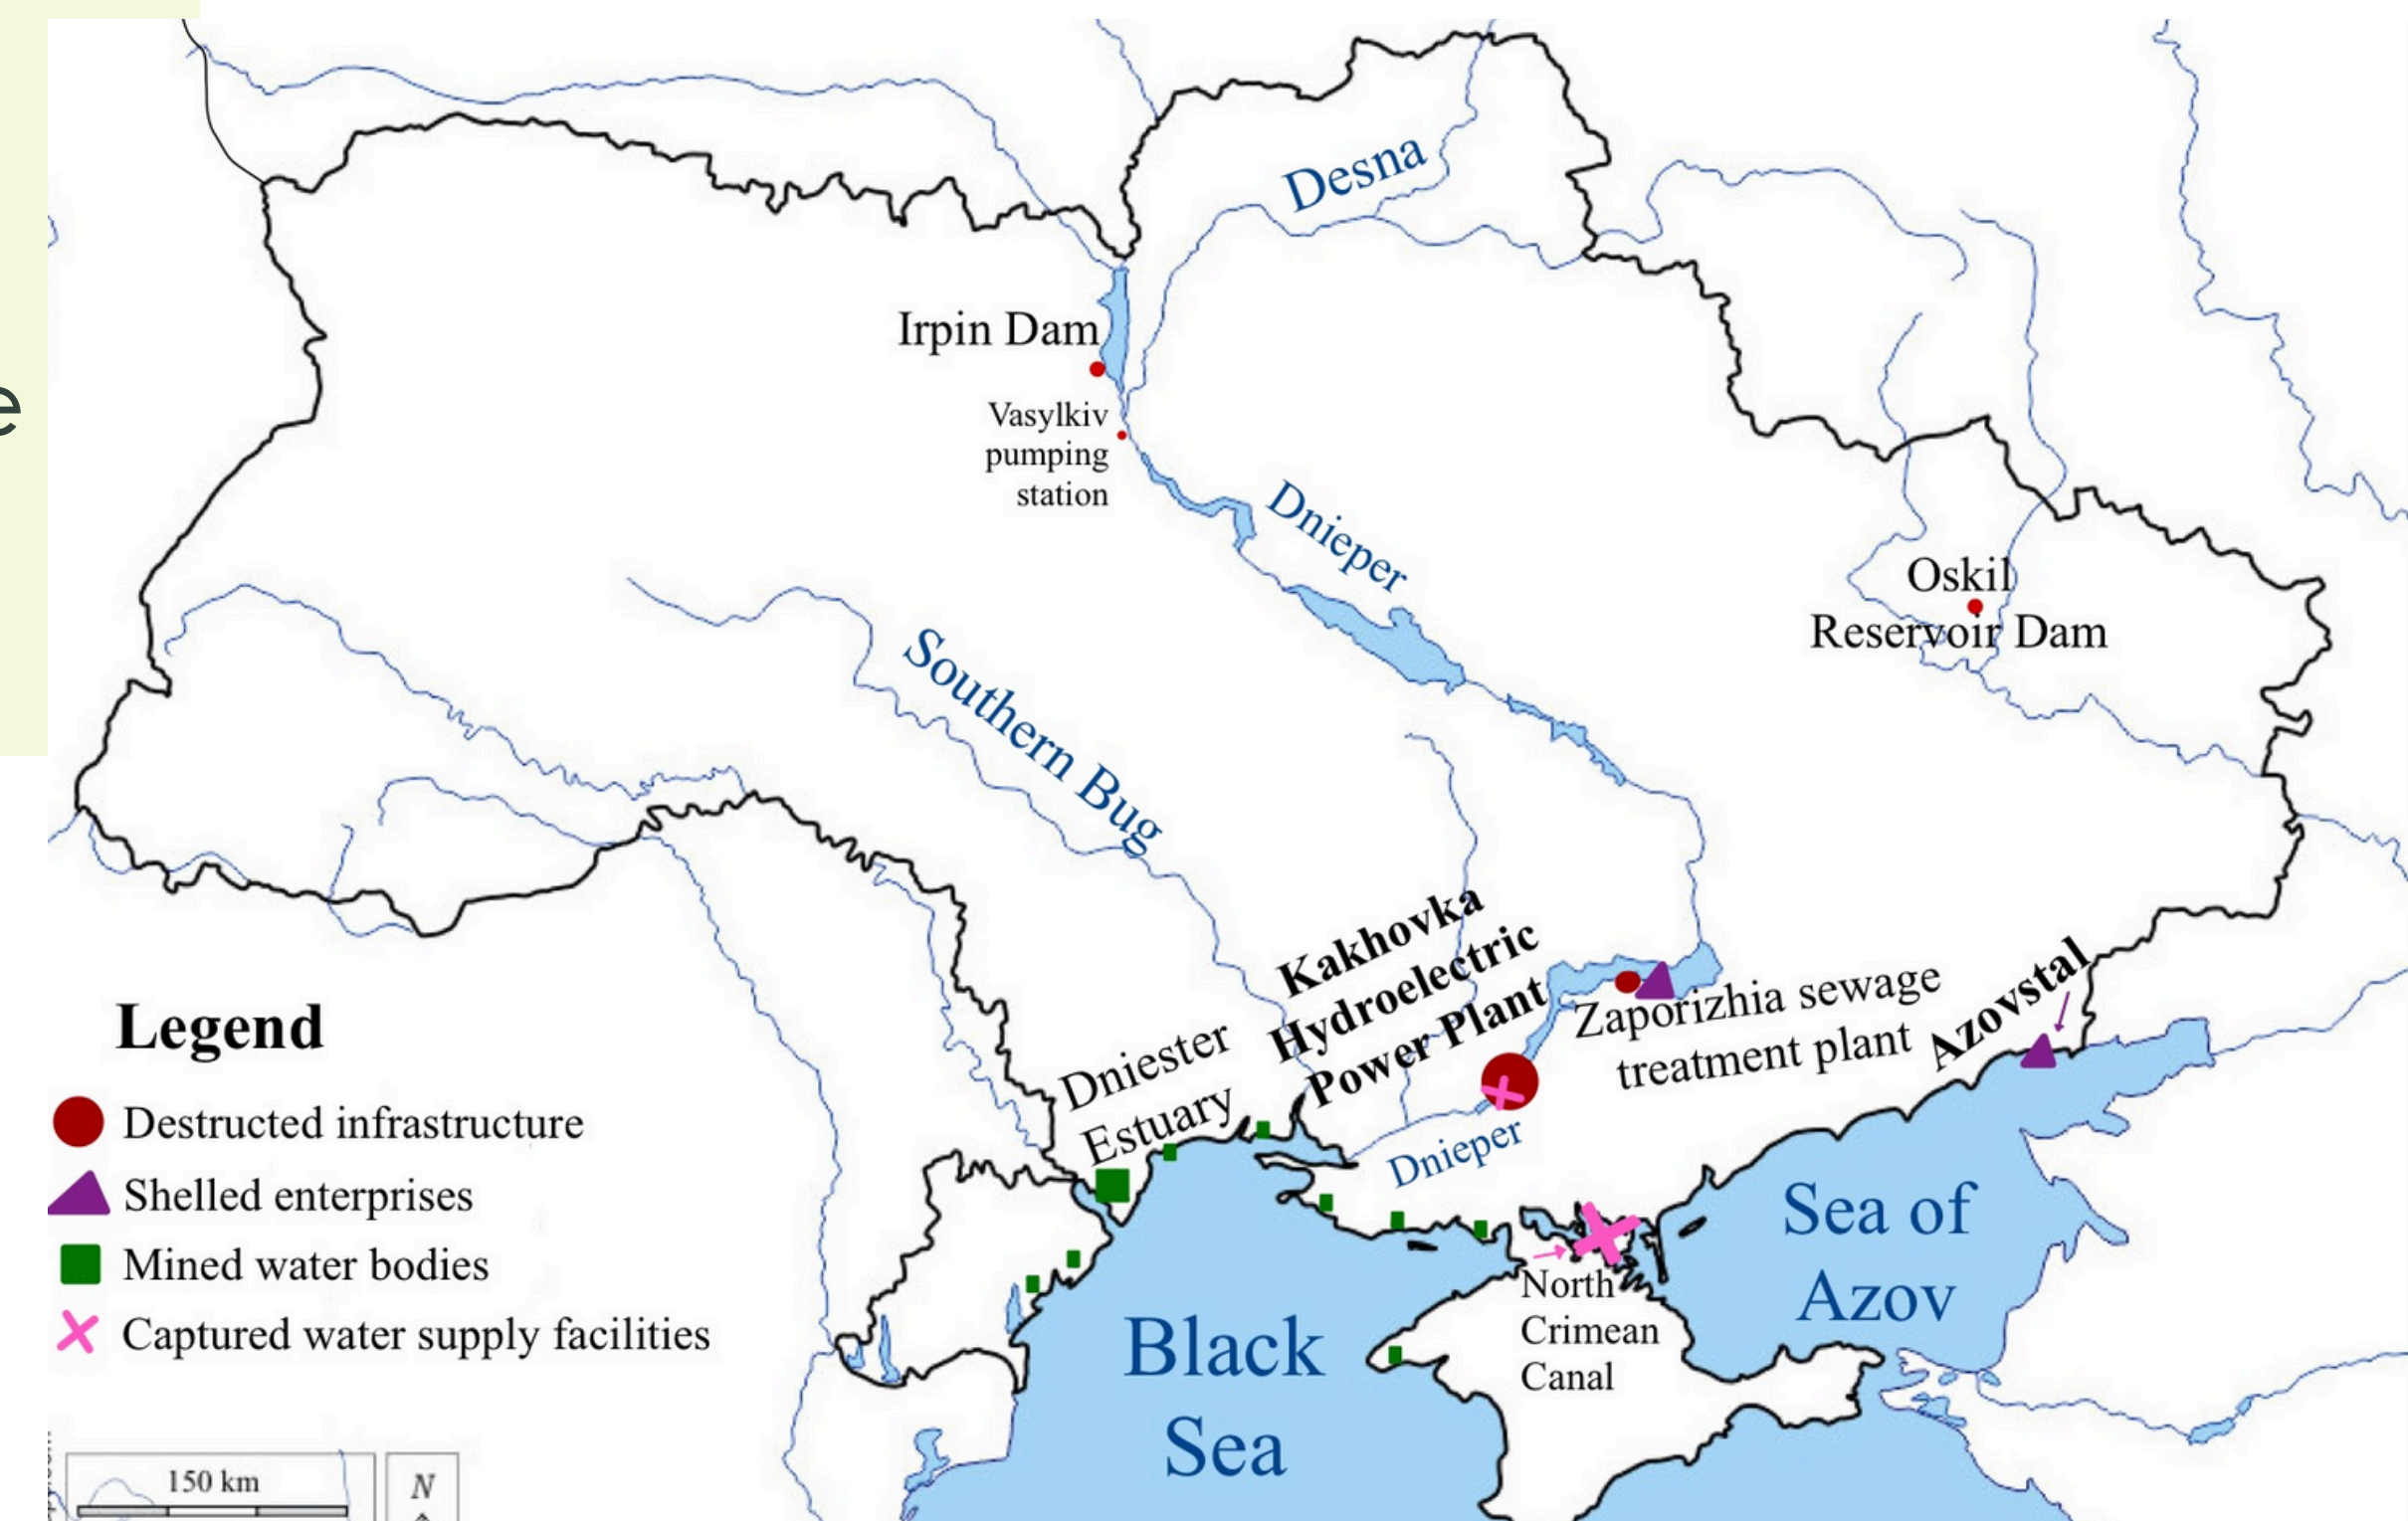 e
Desna
Irpin Dam
Vasylkiv
pumping
station
Dnieper
Oskil
Reservoir Dam
Southern Bug
Kakhovka
Hydroelectric
Power Plant
Zaporizhia sewage
treatment plant
Azovstal
Dniester
Estuary
Dnieper
Legend
Destructed infrastructure
Shelled enterprises
Mined water bodies
Captured water supply facilities
North
Crimean
Canal
Sea of
Azov
Black
Sea
150 km
N